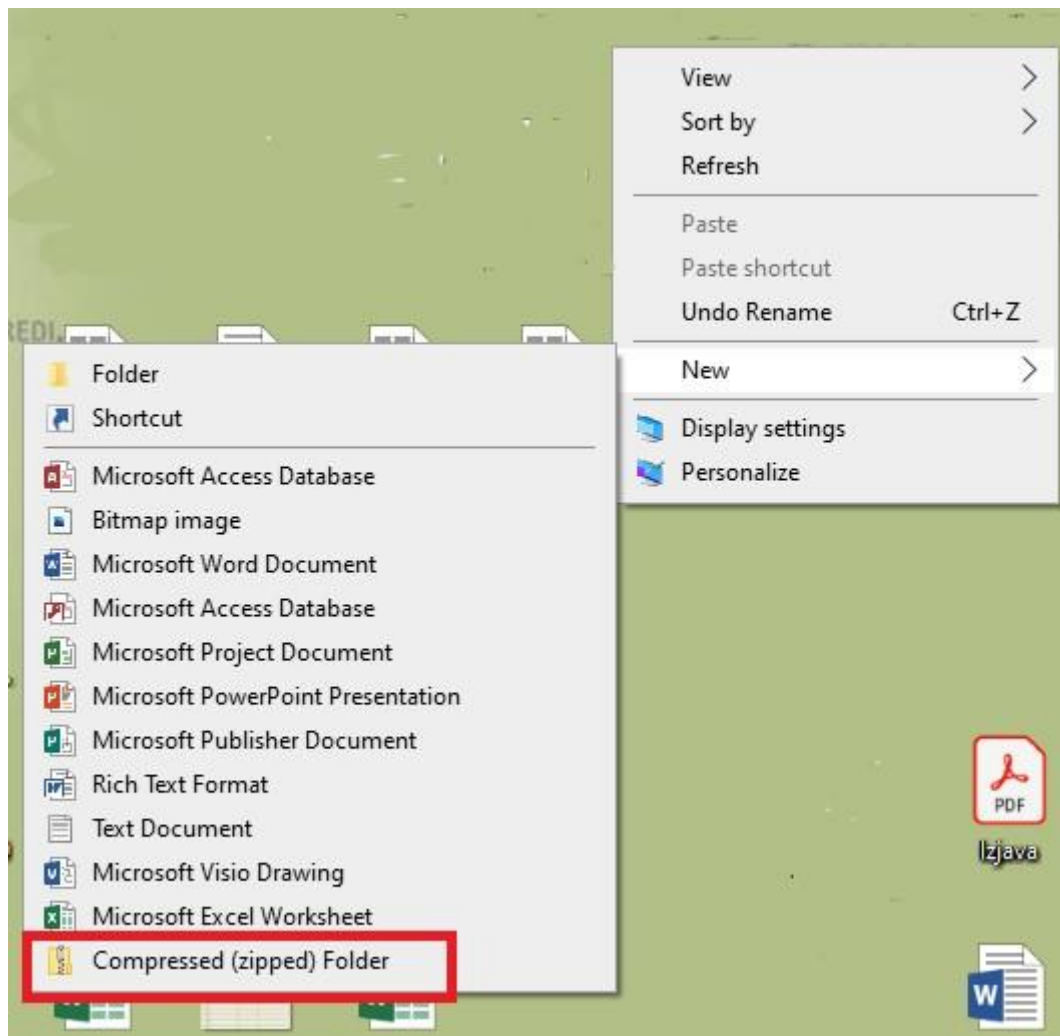 View
Sort by
Refresh
Paste
Paste shortcut
Undo Rename Ctrl+Z
New
Display settings
Personalize
REDI.
Folder
Shortcut
Microsoft Access Database
Bitmap image
Microsoft Word Document
Microsoft Access Database
Microsoft Project Document
Microsoft PowerPoint Presentation
Microsoft Publisher Document
Rich Text Format
Text Document
Microsoft Visio Drawing
Microsoft Excel Worksheet
Compressed (zipped) Folder
PDF
Izjava
W